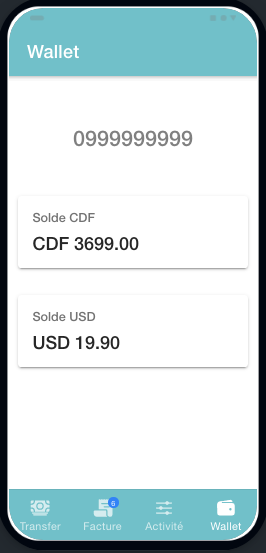 Wallet
0999999999
Solde CDF
CDF 3699.00
Solde USD
USD 19.90
6
Transfer Facture Activité Wallet